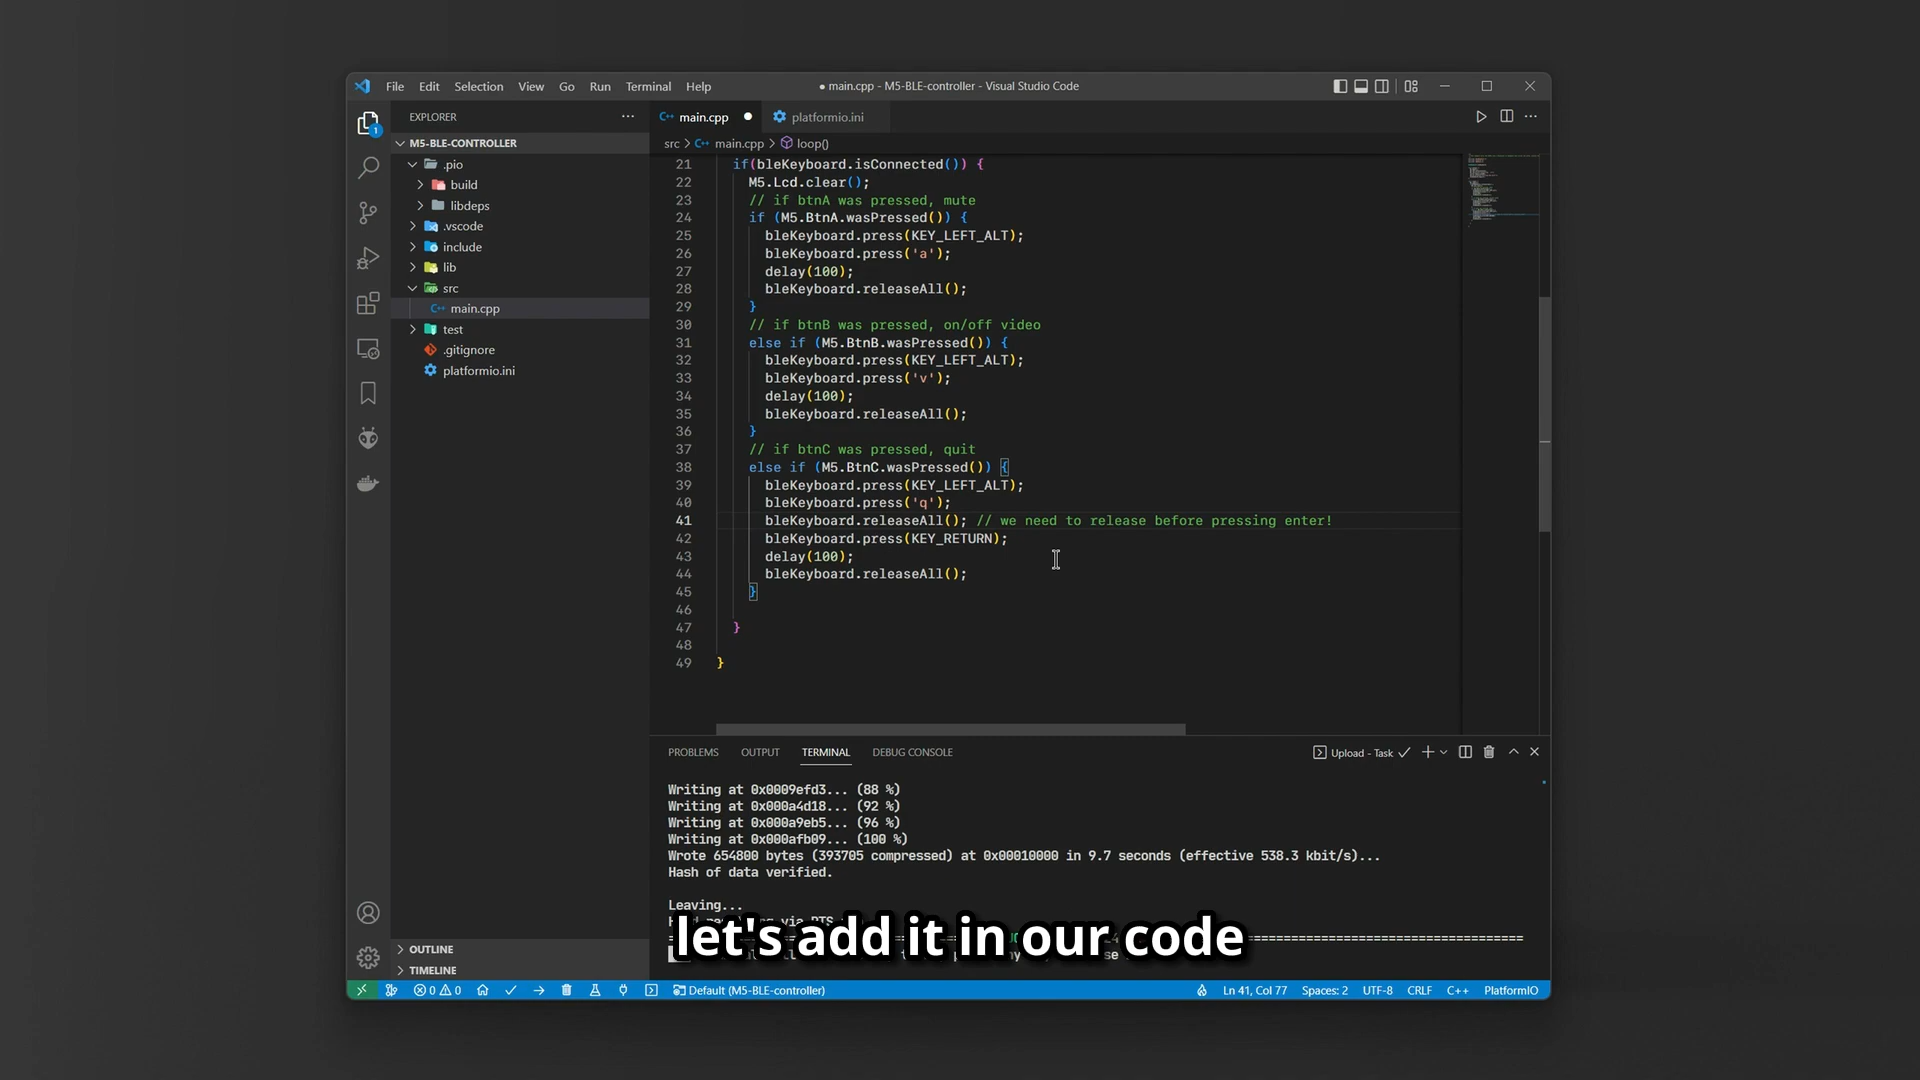 File Edit Selection View Go Run Terminal Help
● main.cpp - M5-BLE-controller - Visual Studio Code
EXPLORER
M5-BLE-CONTROLLER
.pio
build
libdeps
.vscode
include
lib
src
main.cpp
test
.gitignore
platformio.ini
OUTLINE
TIMELINE
1
main.cpp
platformio.ini
src > main.cpp > loop()
21 if(bleKeyboard.isConnected()) {
22 M5.Lcd.clear();
23 // if btnA was pressed, mute
24 if (M5.BtnA.wasPressed()) {
25 bleKeyboard.press(KEY_LEFT_ALT);
26 bleKeyboard.press('a');
27 delay(100);
28 bleKeyboard.releaseAll();
29 }
30 // if btnB was pressed, on/off video
31 else if (M5.BtnB.wasPressed()) {
32 bleKeyboard.press(KEY_LEFT_ALT);
33 bleKeyboard.press('v');
34 delay(100);
35 bleKeyboard.releaseAll();
36 }
37 // if btnC was pressed, quit
38 else if (M5.BtnC.wasPressed()) {
39 bleKeyboard.press(KEY_LEFT_ALT);
40 bleKeyboard.press('q');
41 bleKeyboard.releaseAll(); // we need to release before pressing enter!
42 bleKeyboard.press(KEY_RETURN);
43 delay(100);
44 bleKeyboard.releaseAll();
45 }
46
47 }
48
49 }
PROBLEMS OUTPUT TERMINAL DEBUG CONSOLE
Upload - Task
Writing at 0x0009efd3... (88 %)
Writing at 0x000a4d18... (92 %)
Writing at 0x000a9eb5... (96 %)
Writing at 0x000afb09... (100 %)
Wrote 654800 bytes (393705 compressed) at 0x00010000 in 9.7 seconds (effective 538.3 kbit/s)...
Hash of data verified.
Leaving...
let's add it in our code
0 0
Default (M5-BLE-controller)
Ln 41, Col 77 Spaces: 2 UTF-8 CRLF C++ PlatformIO